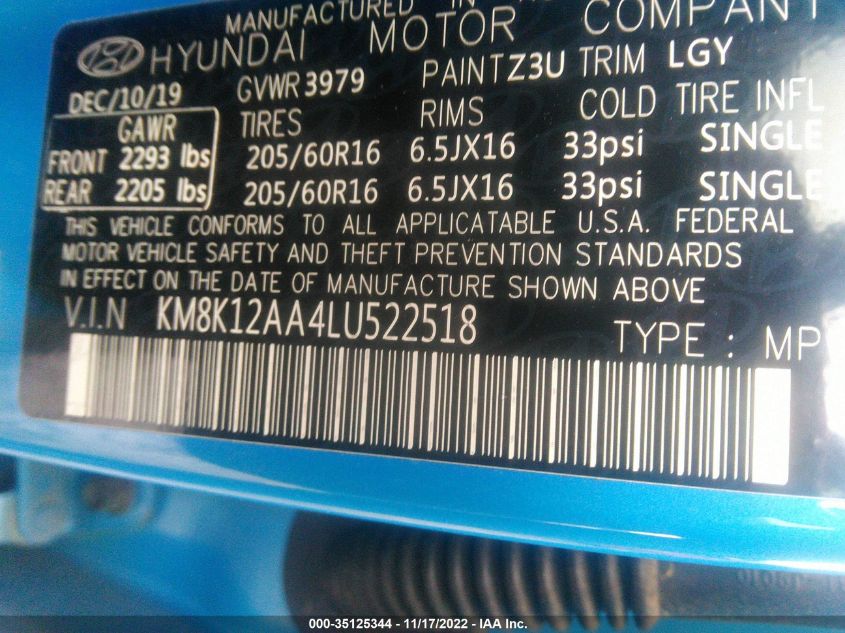 MANUFACTURED IN
HYUNDAI MOTOR COMPANY
DEC/10/19 GVWR 3979 PAINT Z3U TRIM LGY
GAWR TIRES RIMS COLD TIRE INFL
FRONT 2293 lbs 205/60R16 6.5JX16 33psi SINGLE
REAR 2205 lbs 205/60R16 6.5JX16 33psi SINGLE
THIS VEHICLE CONFORMS TO ALL APPLICATABLE U.S.A. FEDERAL
MOTOR VEHICLE SAFETY AND THEFT PREVENTION STANDARDS
IN EFFECT ON THE DATE OF MANUFACTURE SHOWN ABOVE
V.I.N KM8K12AA4LU522518 TYPE : MP
000-35125344 - 11/17/2022 - IAA Inc.